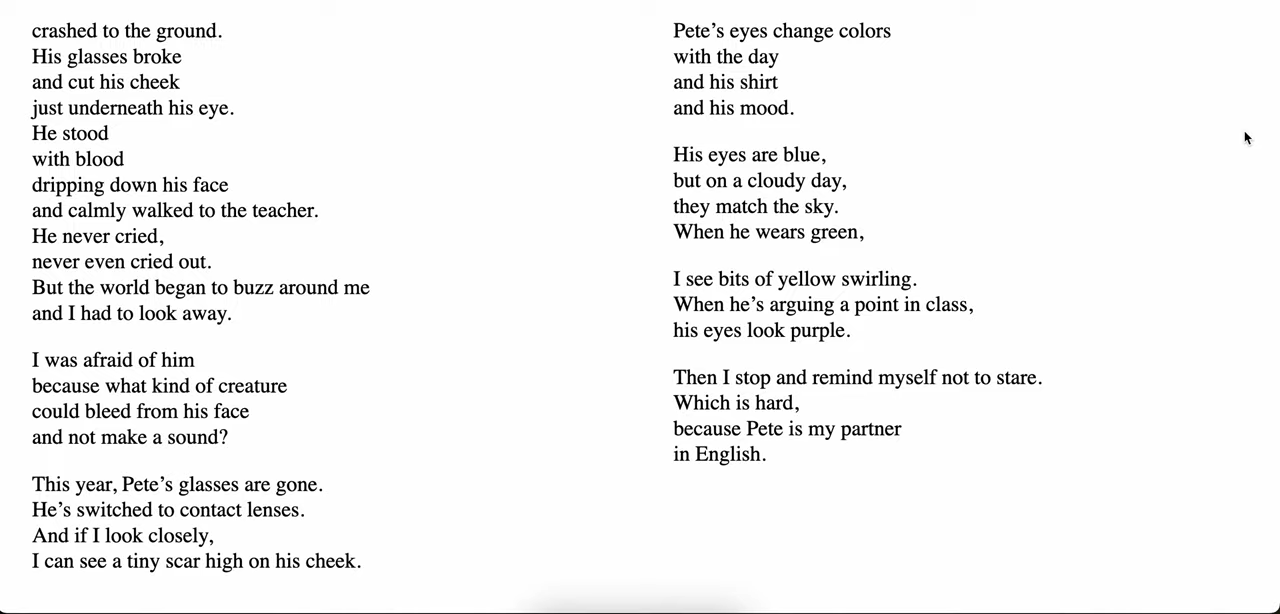 crashed to the ground.
His glasses broke
and cut his cheek
just underneath his eye.
He stood
with blood
dripping down his face
and calmly walked to the teacher.
He never cried,
never even cried out.
But the world began to buzz around me
and I had to look away.
I was afraid of him
because what kind of creature
could bleed from his face
and not make a sound?
This year, Pete’s glasses are gone.
He’s switched to contact lenses.
And if I look closely,
I can see a tiny scar high on his cheek.
Pete’s eyes change colors
with the day
and his shirt
and his mood.
His eyes are blue,
but on a cloudy day,
they match the sky.
When he wears green,
I see bits of yellow swirling.
When he’s arguing a point in class,
his eyes look purple.
Then I stop and remind myself not to stare.
Which is hard,
because Pete is my partner
in English.